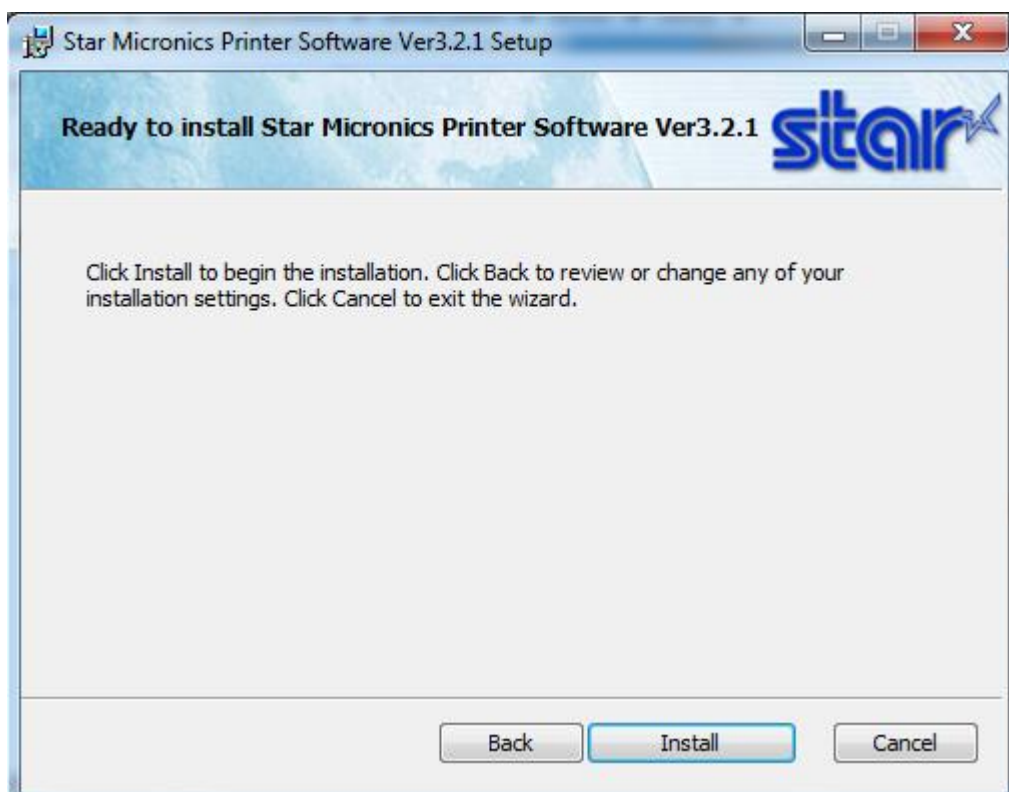 Star Micronics Printer Software Ver3.2.1 Setup
Ready to install Star Micronics Printer Software Ver3.2.1
star
Click Install to begin the installation. Click Back to review or change any of your
installation settings. Click Cancel to exit the wizard.
Back
Install
Cancel